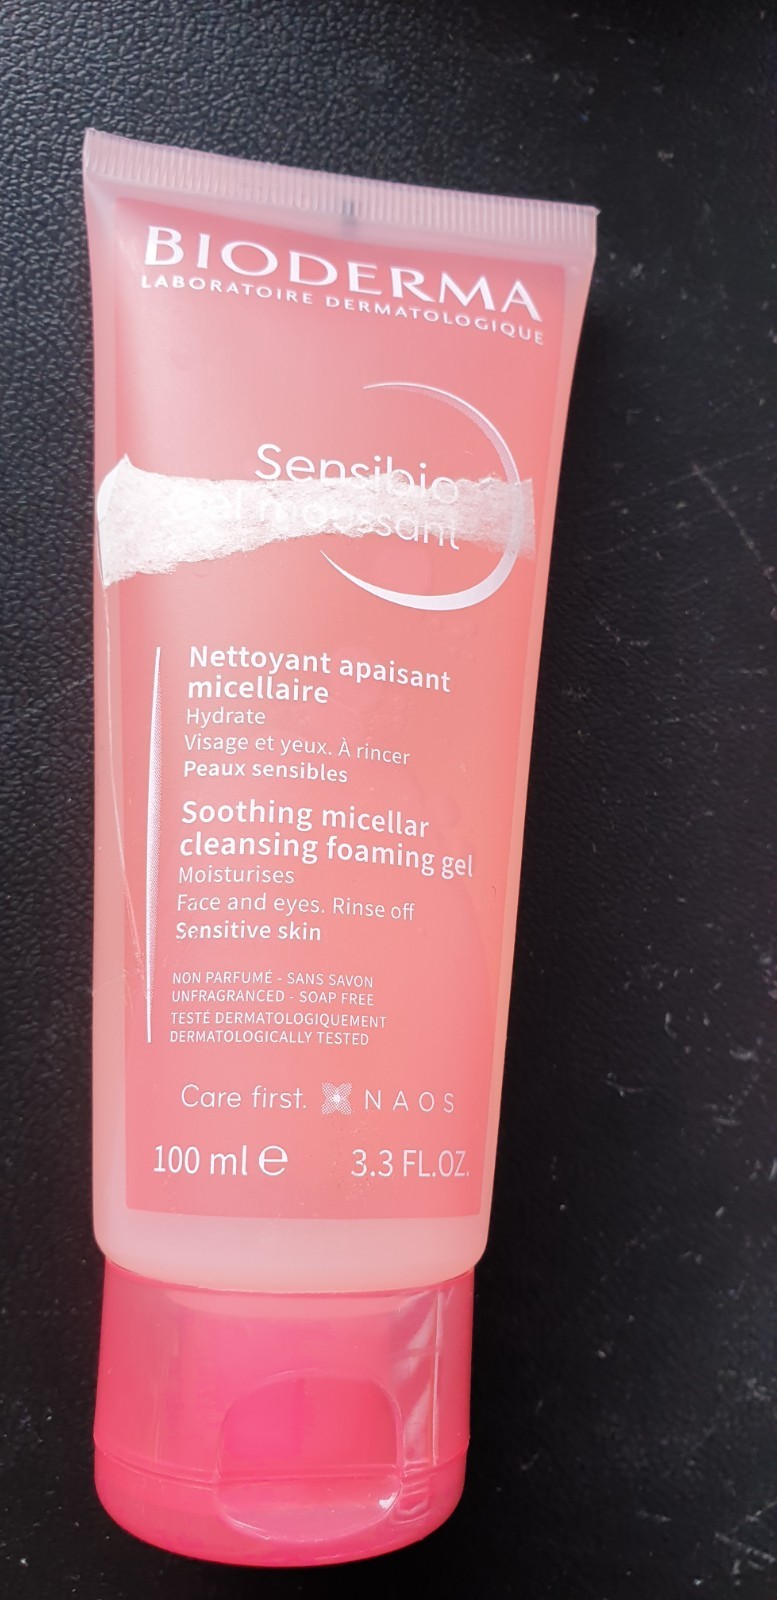 BIODERMA
LABORATOIRE DERMATOLOGIQUE
Sensibio
Gel moussant
Nettoyant apaisant
micellaire
Hydrate
Visage et yeux. À rincer
Peaux sensibles
Soothing micellar
cleansing foaming gel
Moisturises
Face and eyes. Rinse off
Sensitive skin
NON PARFUMÉ - SANS SAVON
UNFRAGRANCED - SOAP FREE
TESTÉ DERMATOLOGIQUEMENT
DERMATOLOGICALLY TESTED
Care first. NAOS
100 ml e 3.3 FL.OZ.